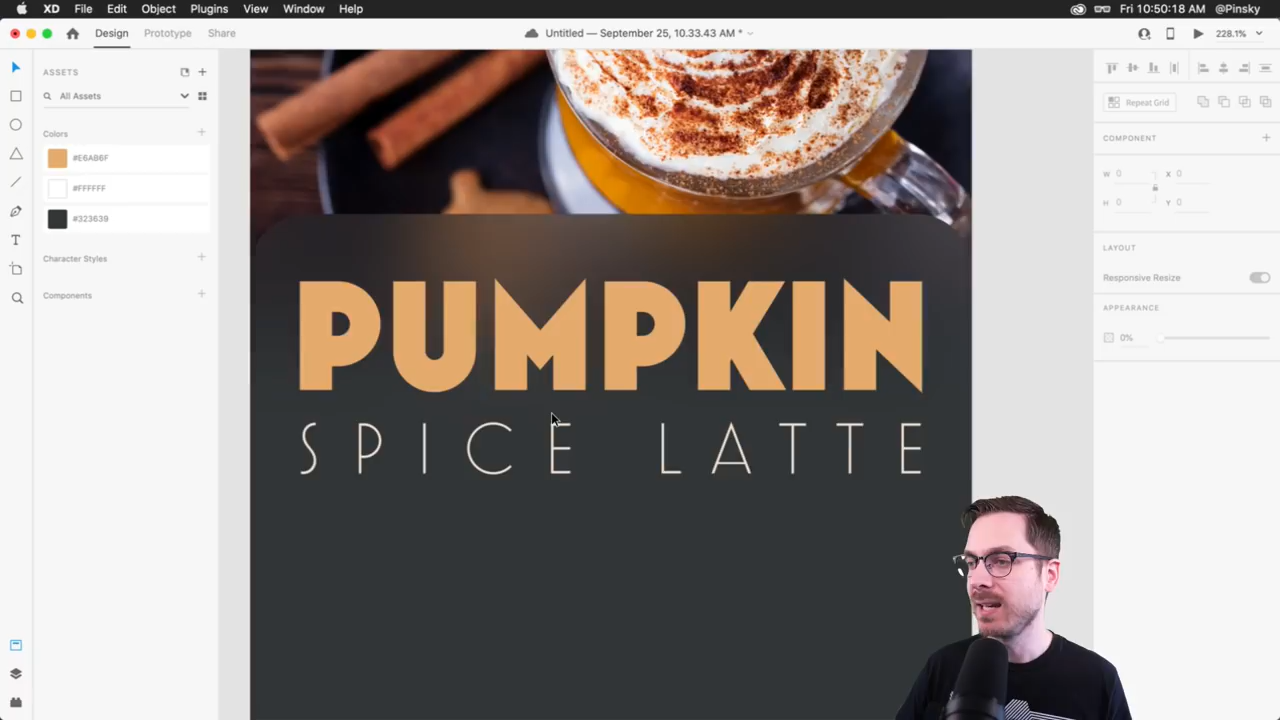 XD File Edit Object Plugins View Window Help Fri 10:50:18 AM @Pinsky
Design Prototype Share Untitled — September 25, 10.33.43 AM * 228.1%
ASSETS
All Assets
Colors
#E6AB6F
#FFFFFF
#323639
Character Styles
Components
PUMPKIN
SPICE LATTE
Repeat Grid
COMPONENT
W 0 X 0
H 0 Y 0
LAYOUT
Responsive Resize
APPEARANCE
0%